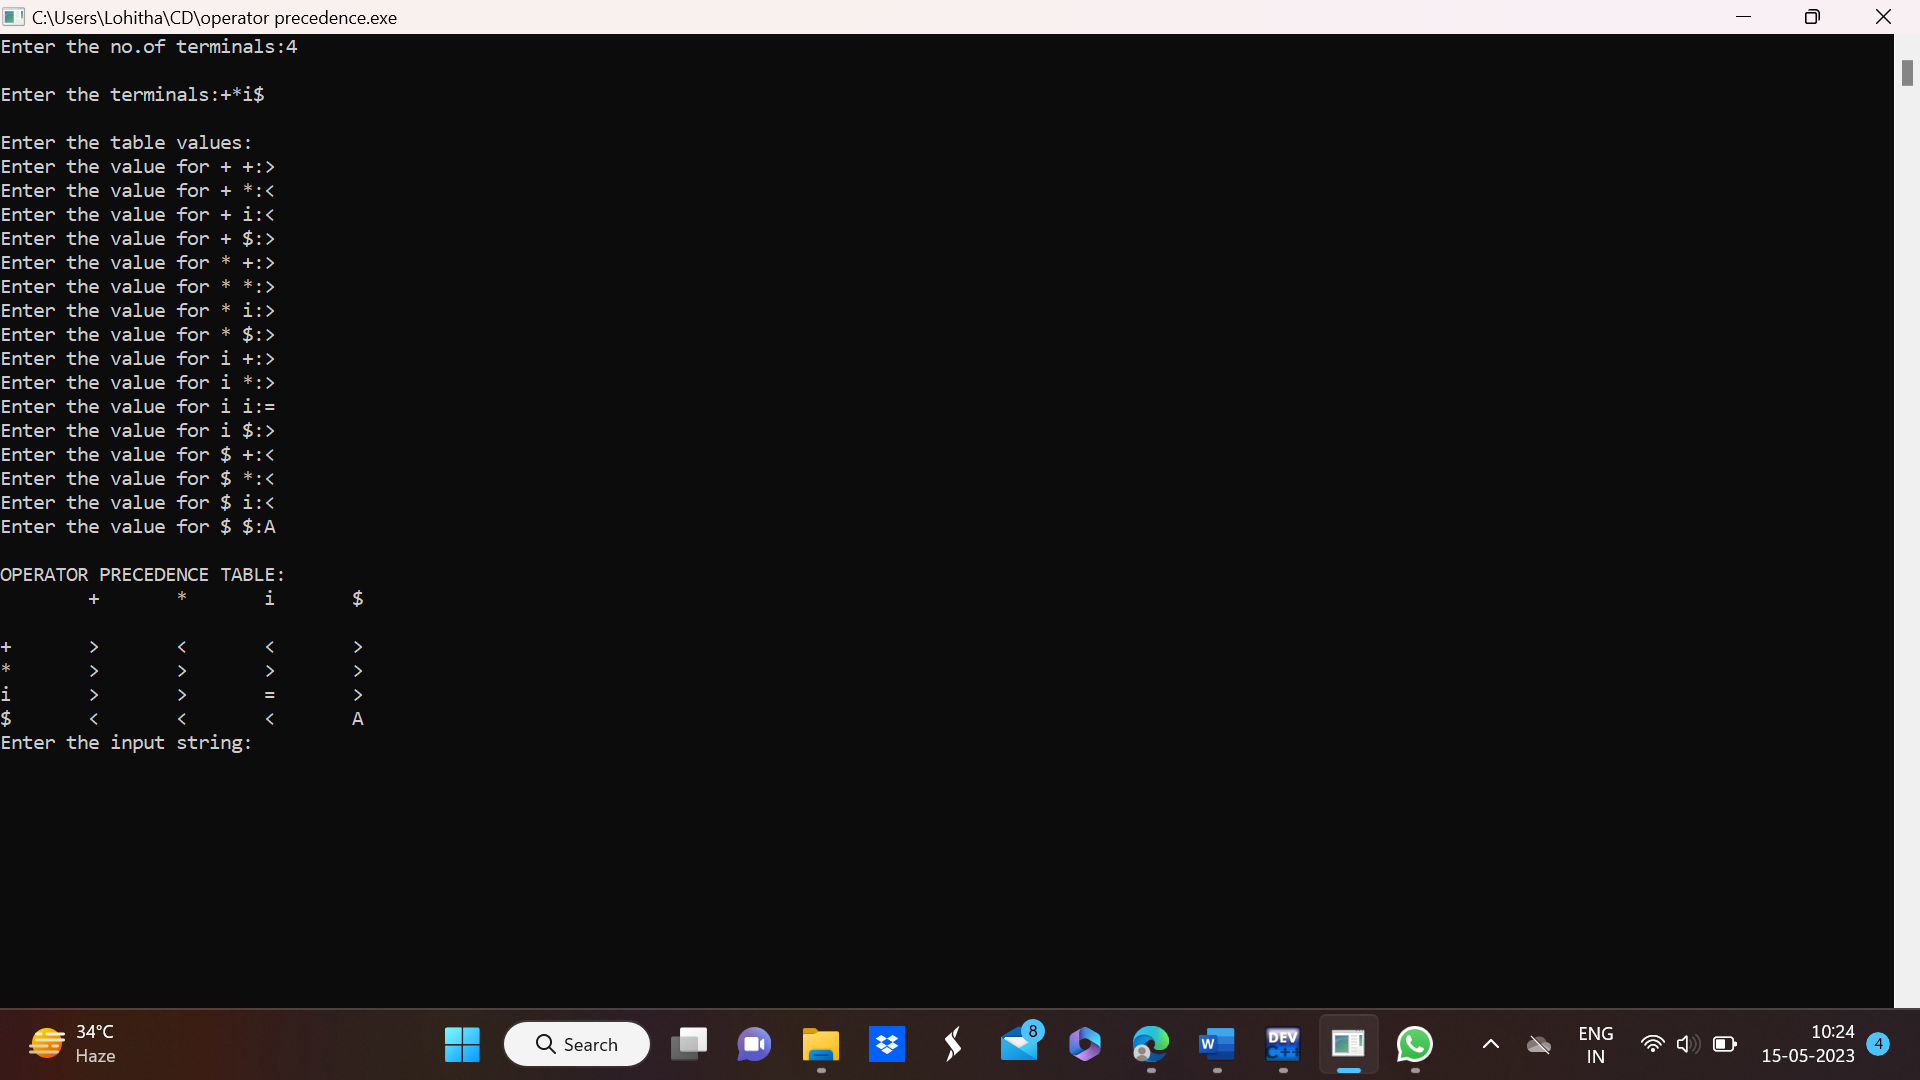 C:\Users\Lohitha\CD\operator precedence.exe
Enter the no.of terminals:4
Enter the terminals:+*i$
Enter the table values:
Enter the value for + +:>
Enter the value for + *:<
Enter the value for + i:<
Enter the value for + $:>
Enter the value for * +:>
Enter the value for * *:>
Enter the value for * i:>
Enter the value for * $:>
Enter the value for i +:>
Enter the value for i *:>
Enter the value for i i:=
Enter the value for i $:>
Enter the value for $ +:<
Enter the value for $ *:<
Enter the value for $ i:<
Enter the value for $ $:A
OPERATOR PRECEDENCE TABLE:
+ * i $
+ > < < >
* > > > >
i > > = >
$ < < < A
Enter the input string:
34°C
Haze
Search
8
W
DEV
C++
ENG
IN
10:24
15-05-2023
4